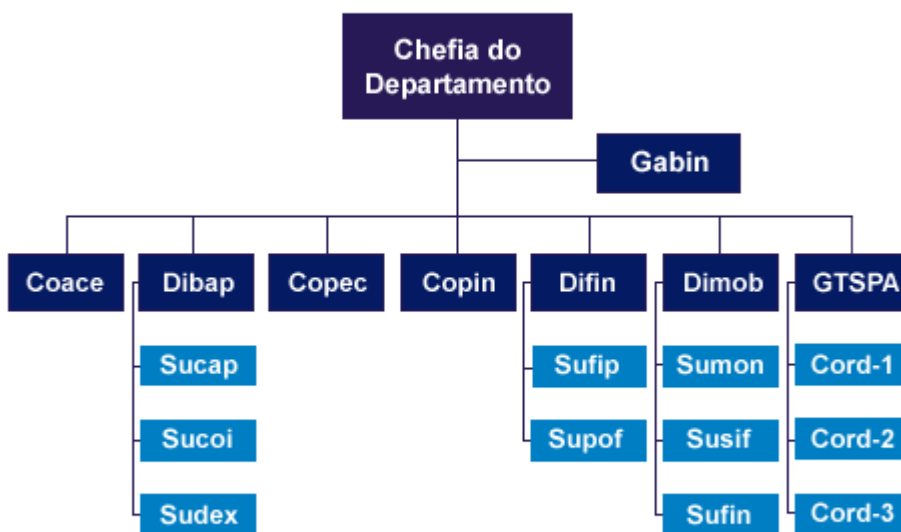 Chefia do
Departamento
Gabin
Coace
Dibap
Copec
Copin
Difin
Dimob
GTSPA
Sucap
Sufip
Sumon
Cord-1
Sucoi
Supof
Susif
Cord-2
Sudex
Sufin
Cord-3